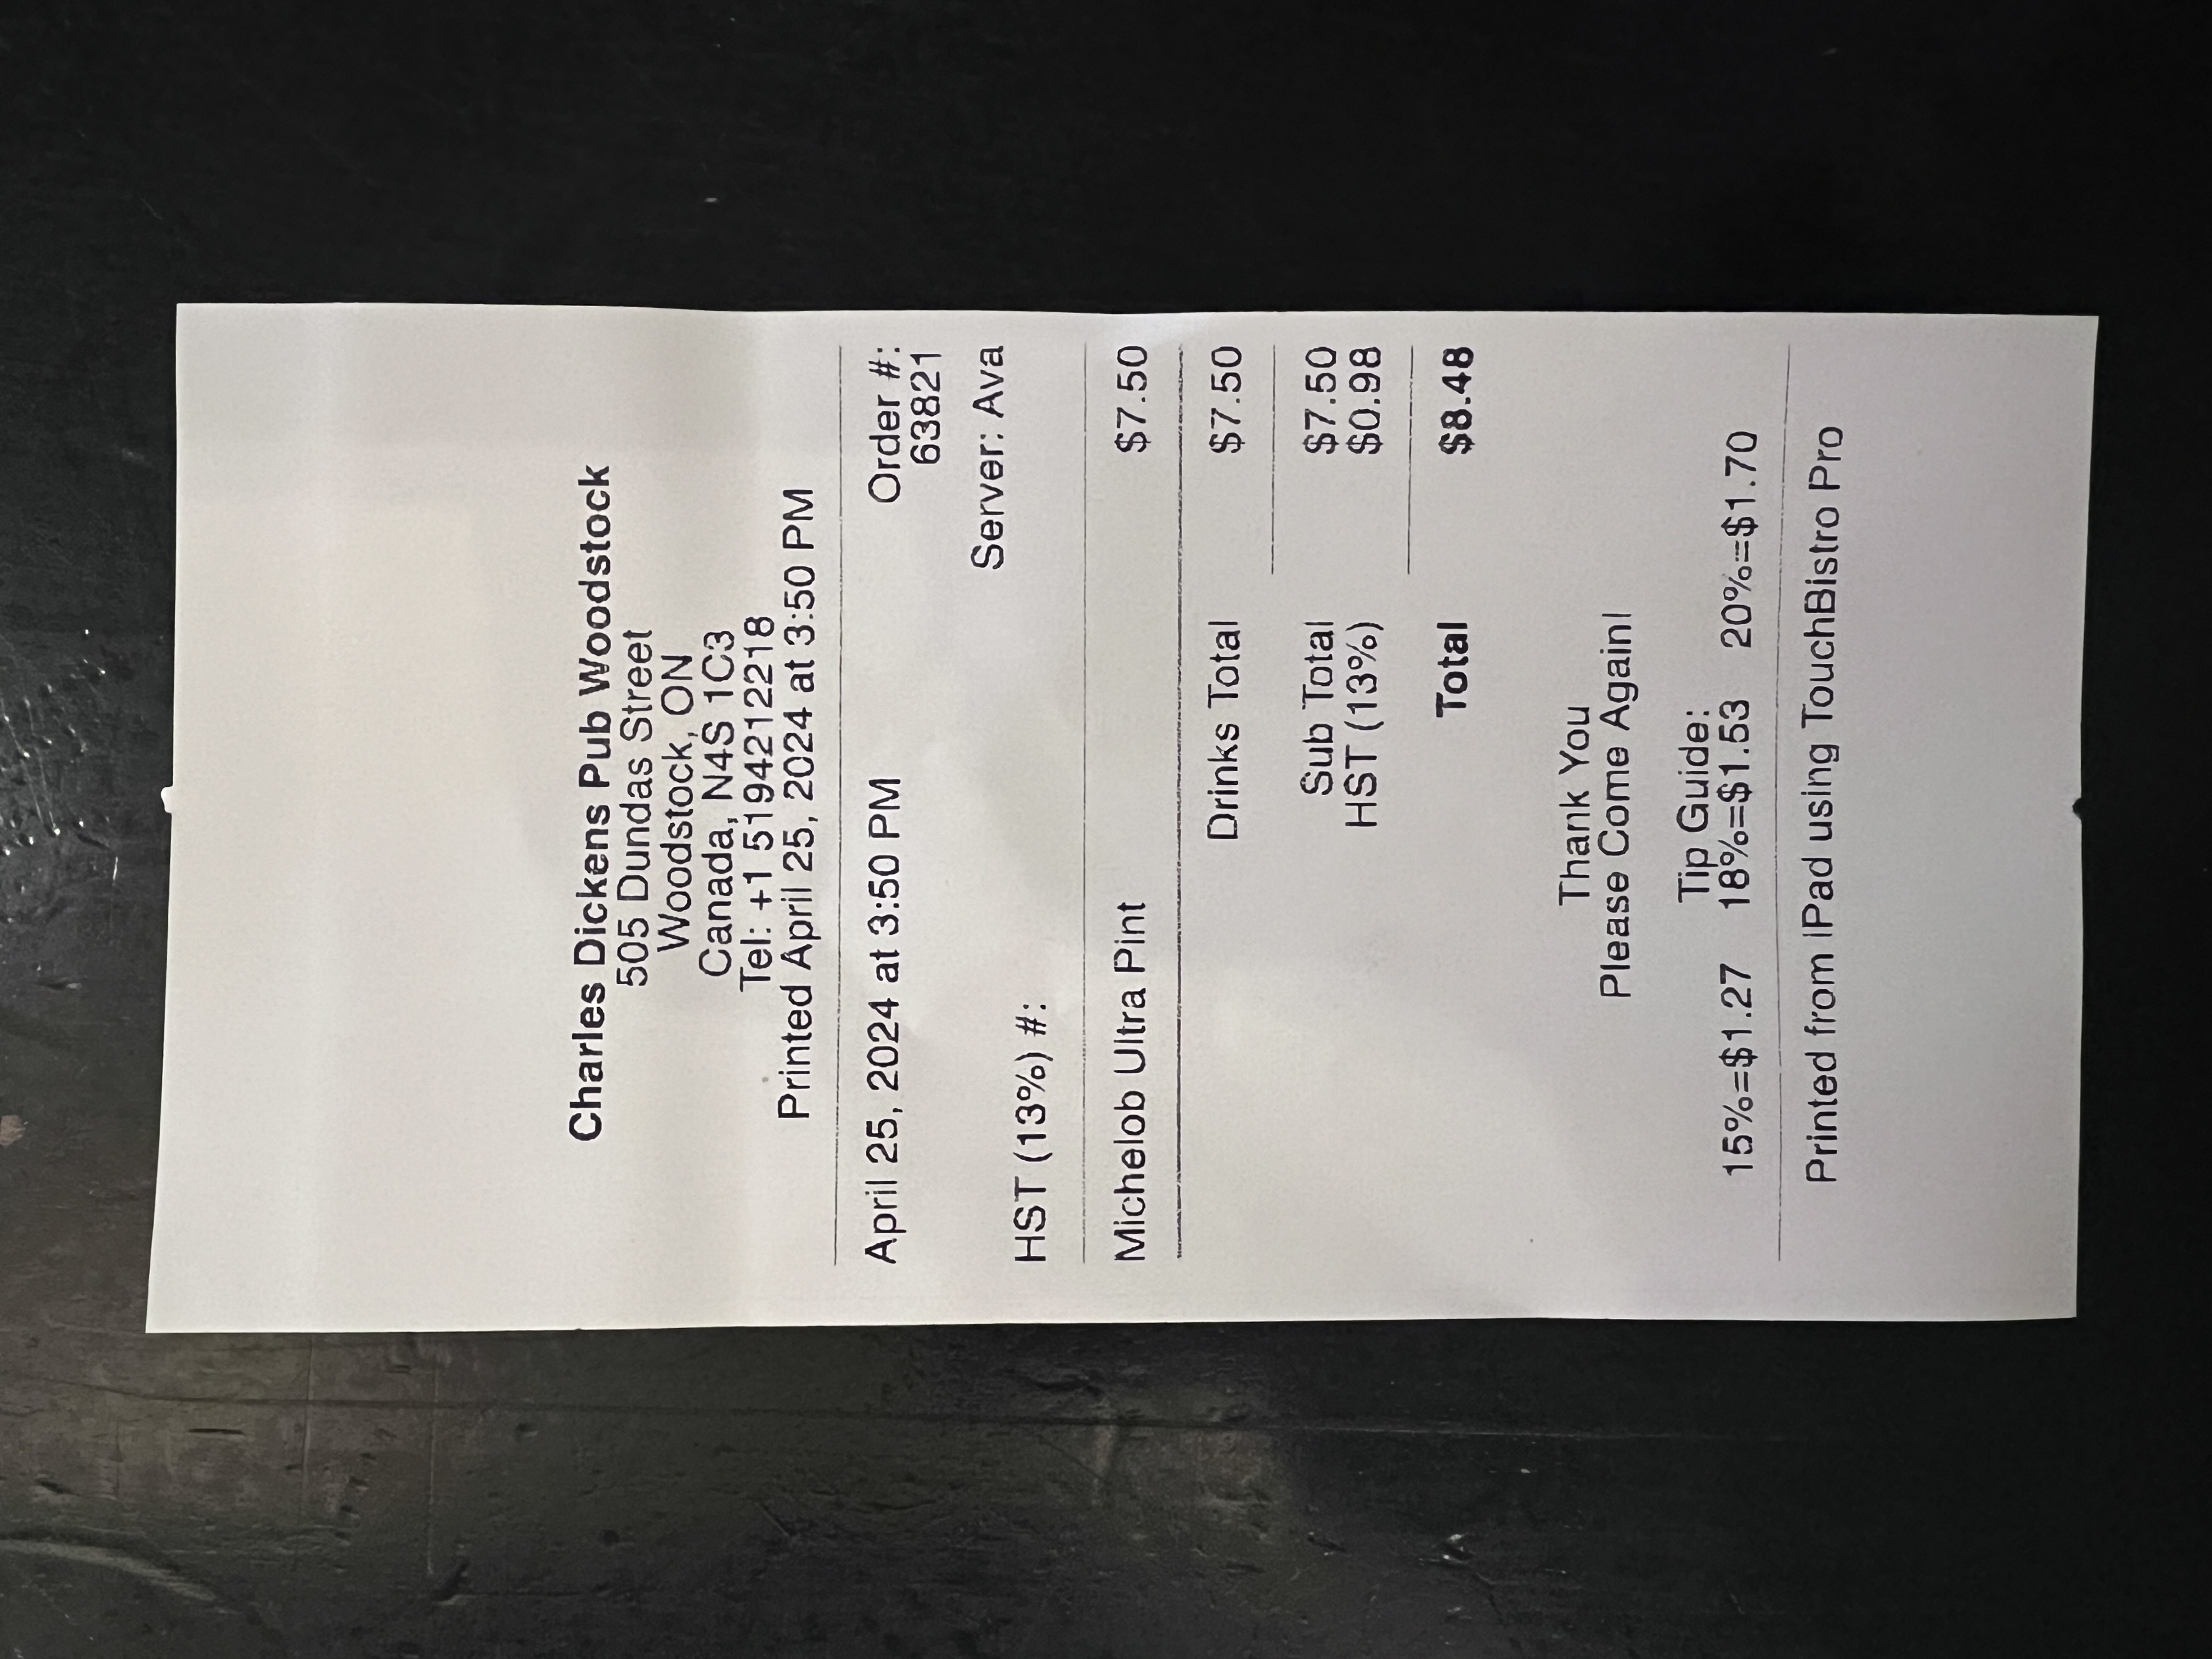 Charles Dickens Pub Woodstock
505 Dundas Street
Woodstock, ON
Canada, N4S 1C3
Tel: +1 5194212218
Printed April 25, 2024 at 3:50 PM
April 25, 2024 at 3:50 PM Order #:
63821
Server: Ava
HST (13%) #:
Michelob Ultra Pint $7.50
Drinks Total $7.50
Sub Total $7.50
HST (13%) $0.98
Total $8.48
Thank You
Please Come Again!
Tip Guide:
15%=$1.27 18%=$1.53 20%=$1.70
Printed from iPad using TouchBistro Pro